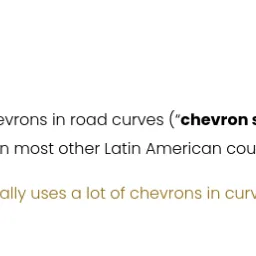 evrons in road curves (“chevron s
n most other Latin American cou
ally uses a lot of chevrons in curv